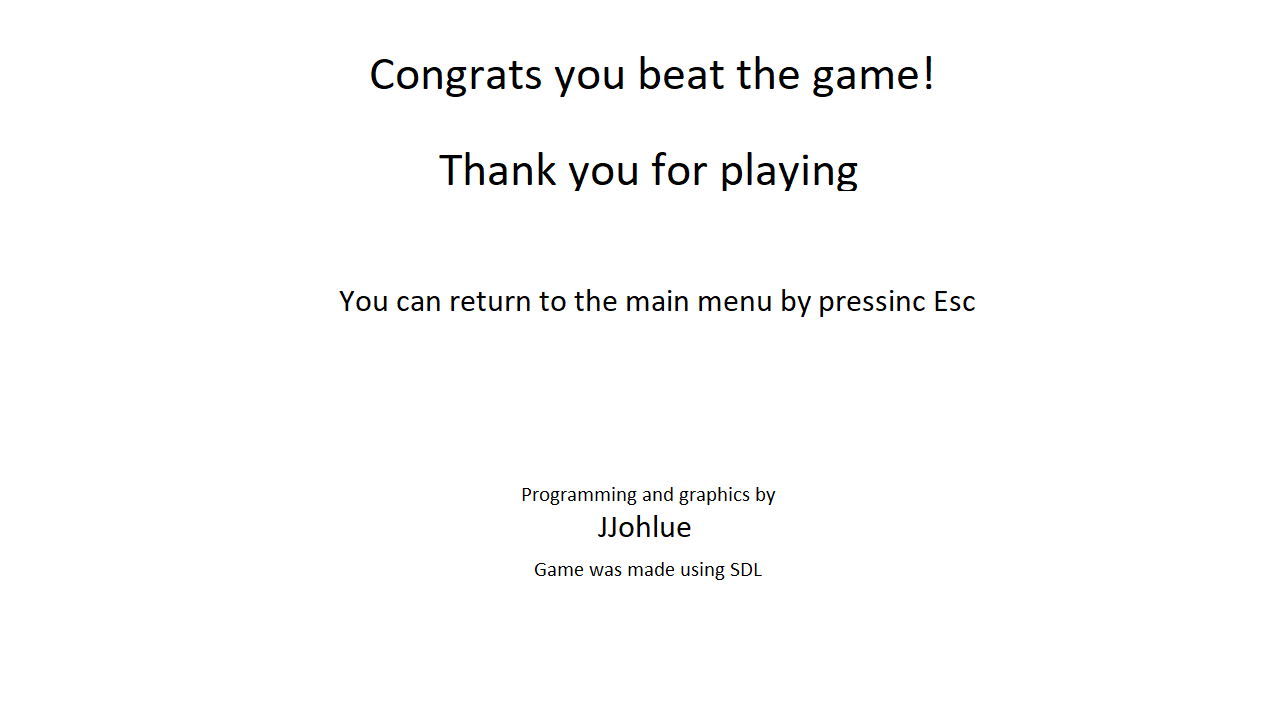 Congrats you beat the game!
Thank you for playing
You can return to the main menu by pressinc Esc
Programming and graphics by
JJohlue
Game was made using SDL